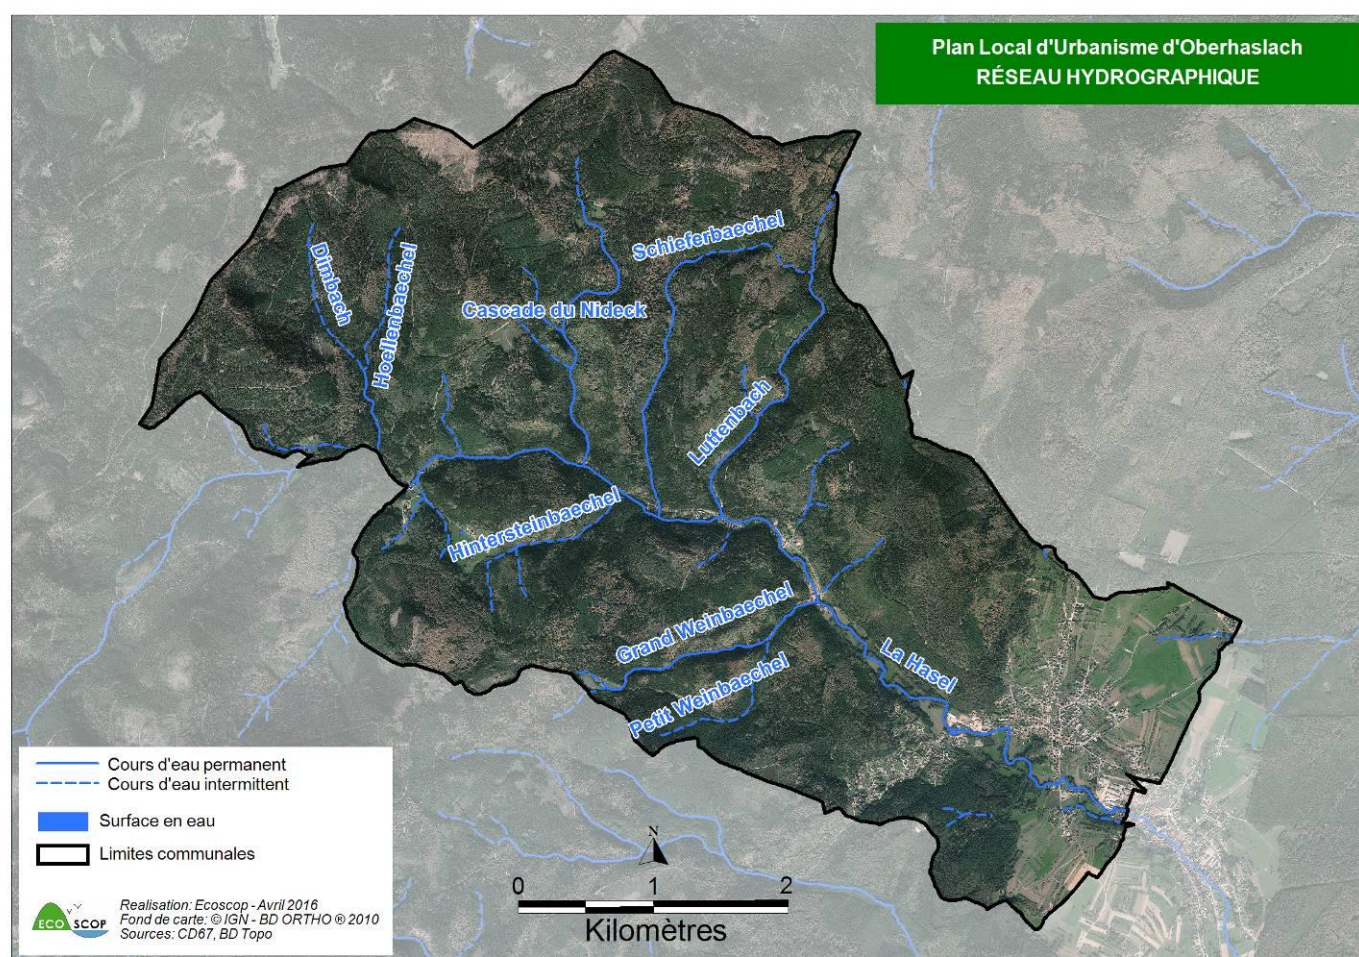 Plan Local d'Urbanisme d'Oberhaslach
RÉSEAU HYDROGRAPHIQUE
Schieferbaechel
Dimbach
Hoellenbaechel
Cascade du Nideck
Luttenbach
Hintersteinbaechel
Grand Weinbaechel
La Hasel
Petit Weinbaechel
Cours d'eau permanent
Cours d'eau intermittent
Surface en eau
Limites communales
N
0 1 2
Kilomètres
ECO SCOP
Realisation: Ecoscop - Avril 2016
Fond de carte: © IGN - BD ORTHO ® 2010
Sources: CD67, BD Topo